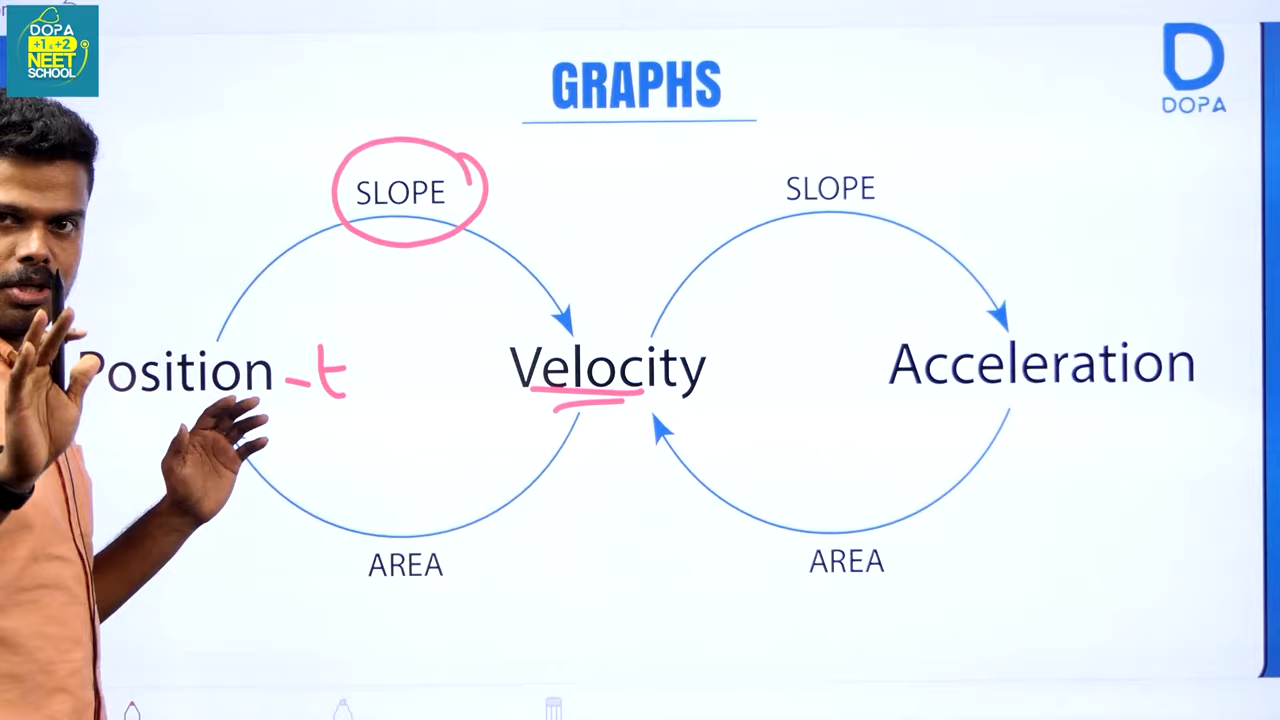 DOPA
+1 & +2
NEET
SCHOOL
GRAPHS
DOPA
SLOPE
SLOPE
Position - t
Velocity
Acceleration
AREA
AREA